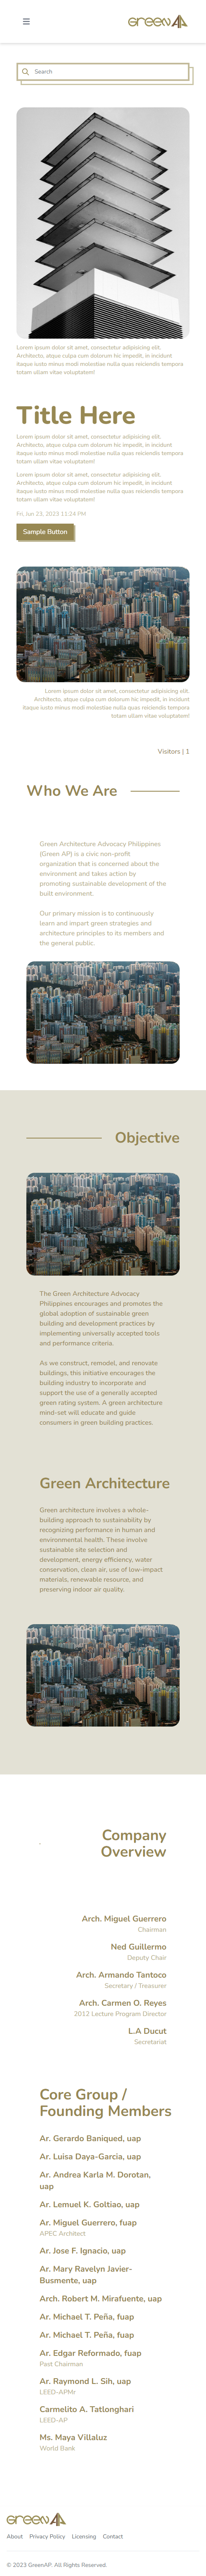 green
Search
Lorem ipsum dolor sit amet, consectetur adipisicing elit.
Architecto, atque culpa cum dolorum hic impedit, in incidunt
itaque iusto minus modi molestiae nulla quas reiciendis tempora
totam ullam vitae voluptatem!
Title Here
Lorem ipsum dolor sit amet, consectetur adipisicing elit.
Architecto, atque culpa cum dolorum hic impedit, in incidunt
itaque iusto minus modi molestiae nulla quas reiciendis tempora
totam ullam vitae voluptatem!
Lorem ipsum dolor sit amet, consectetur adipisicing elit.
Architecto, atque culpa cum dolorum hic impedit, in incidunt
itaque iusto minus modi molestiae nulla quas reiciendis tempora
totam ullam vitae voluptatem!
Fri, Jun 23, 2023 11:34 PM
Sample Button
Lorem ipsum dolor sit amet, consectetur adipisicing elit.
Architecto, atque culpa cum dolorum hic impedit, in incidunt
itaque iusto minus modi molestiae nulla quas reiciendis tempora
totam ullam vitae voluptatem!
Visitors | 1
Who We Are
Green Architecture Advocacy Philippines
(Green AP) is a civic non-profit
organization that is concerned about the
environment and takes action by
promoting sustainable development of the
built environment.
Our primary mission is to continuously
learn and impart green strategies and
architecture principles to its members and
the general public.
Objective
The Green Architecture Advocacy
Philippines encourages and promotes the
global adoption of sustainable green
building and development practices by
implementing universally accepted tools
and performance criteria.
As we construct, remodel, and renovate
buildings, this initiative encourages the
building industry to incorporate and
support the use of a generally accepted
green rating system. A green architecture
mind-set will educate and guide
consumers in green building practices.
Green Architecture
Green architecture involves a whole-
building approach to sustainability by
recognizing performance in human and
environmental health. These involve
sustainable site selection and
development, energy efficiency, water
conservation, clean air, use of low-impact
materials, renewable resource, and
preserving indoor air quality.
Company
Overview
Arch. Miguel Guerrero
Chairman
Ned Guillermo
Deputy Chair
Arch. Armando Tantoco
Secretary / Treasurer
Arch. Carmen O. Reyes
2012 Lecture Program Director
L.A Ducut
Secretariat
Core Group /
Founding Members
Ar. Gerardo Baniqued, uap
Ar. Luisa Daya-Garcia, uap
Ar. Andrea Karla M. Dorotan,
uap
Ar. Lemuel K. Goltiao, uap
Ar. Miguel Guerrero, fuap
APEC Architect
Ar. Jose F. Ignacio, uap
Ar. Mary Ravelyn Javier-
Busmente, uap
Arch. Robert M. Mirafuente, uap
Ar. Michael T. Peña, fuap
Ar. Michael T. Peña, fuap
Ar. Edgar Reformado, fuap
Past Chairman
Ar. Raymond L. Sih, uap
LEED-APMr
Carmelito A. Tatlonghari
LEED-AP
Ms. Maya Villaluz
World Bank
green
About Privacy Policy Licensing Contact
© 2023 GreenAP. All Rights Reserved.